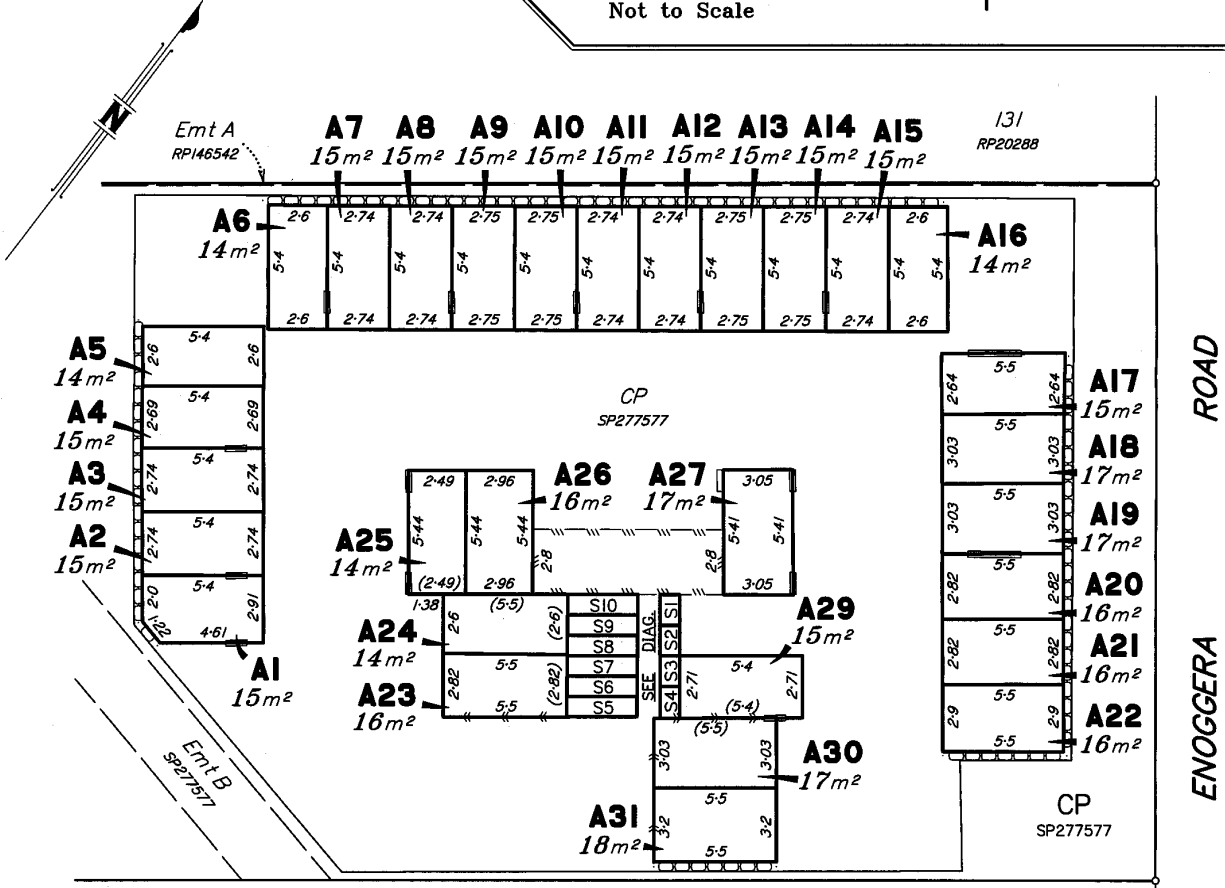 Not to Scale
N
Emt A
RP146542
131
RP20288
A7 A8 A9 A10 A11 A12 A13 A14 A15
15m² 15m² 15m² 15m² 15m² 15m² 15m² 15m² 15m²
A6
14m²
A16
14m²
2·6 2·74 2·74 2·75 2·75 2·74 2·74 2·75 2·75 2·74 2·6
5·4 5·4 5·4 5·4 5·4 5·4 5·4 5·4 5·4 5·4 5·4 5·4
2·6 2·74 2·74 2·75 2·75 2·74 2·74 2·75 2·75 2·74 2·6
A5
14m²
5·4
2·6 2·6
A4
15m²
5·4
2·69 2·69
A3
15m²
5·4
2·74 2·74
A2
15m²
5·4
2·74 2·74
5·4
2·0 2·91
1·22
4·61
A1
15m²
CP
SP277577
5·5
2·64 2·64
A17
15m²
5·5
3·03 3·03
A18
17m²
5·5
3·03 3·03
A19
17m²
5·5
2·82 2·82
A20
16m²
5·5
2·82 2·82
A21
16m²
5·5
2·9 2·9
A22
16m²
5·5
ROAD
ENOGGERA
2·49 2·96
5·44 5·44 5·44
A26
16m²
A25
14m²
(2·49) 2·96
2·8 2·8
A27
17m²
3·05
5·41 5·41
3·05
1·38 (5·5)
A24
14m²
2·6 (2·6)
A23
16m²
5·5
2·82 (2·82)
5·5
S10
S9
S8
S7
S6
S5
SEE DIAG.
S1
S2
S3
S4
A29
15m²
5·4
2·71 2·71
(5·4)
(5·5)
3·03 3·03
A30
17m²
5·5
A31
18m²
3·2 3·2
5·5
Emt B
SP277577
CP
SP277577